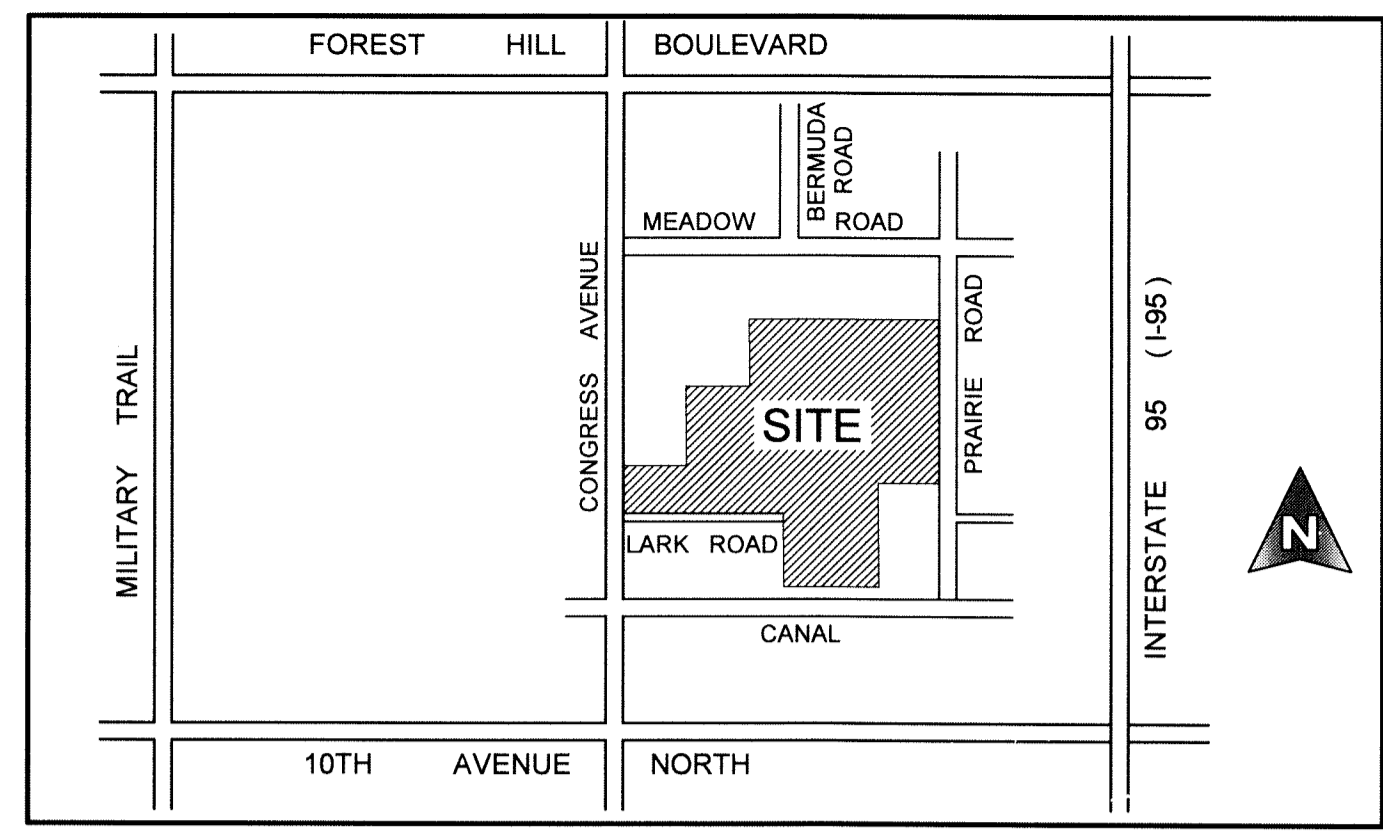 FOREST HILL BOULEVARD
BERMUDA
ROAD
MEADOW ROAD
CONGRESS AVENUE
MILITARY TRAIL
SITE
PRAIRIE ROAD
INTERSTATE 95 (I-95)
N
LARK ROAD
CANAL
10TH AVENUE NORTH